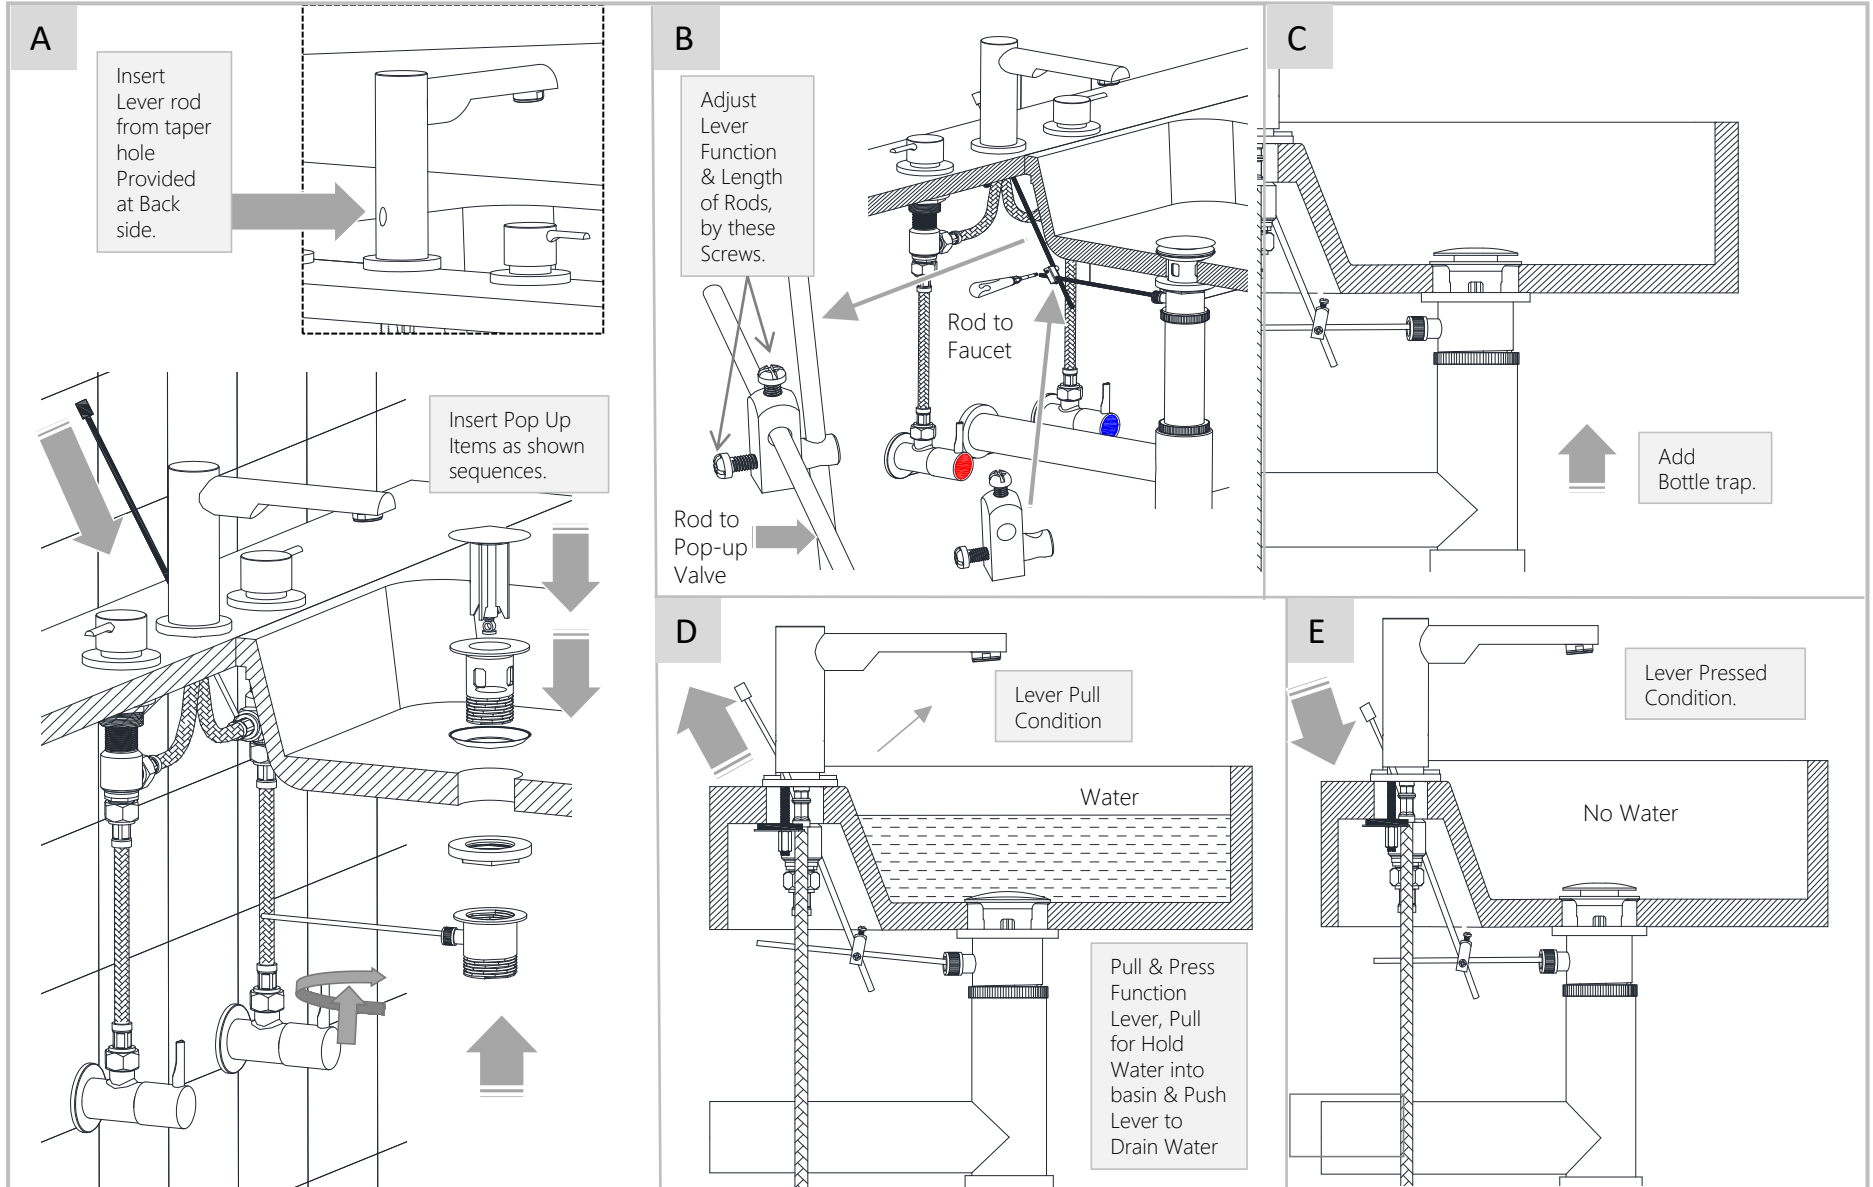 A
Insert
Lever rod
from taper
hole
Provided
at Back
side.
Insert Pop Up
Items as shown
sequences.
B
Adjust
Lever
Function
& Length
of Rods,
by these
Screws.
Rod to
Faucet
Rod to
Pop-up
Valve
C
Add
Bottle trap.
D
Lever Pull
Condition
Water
Pull & Press
Function
Lever, Pull
for Hold
Water into
basin & Push
Lever to
Drain Water
E
Lever Pressed
Condition.
No Water